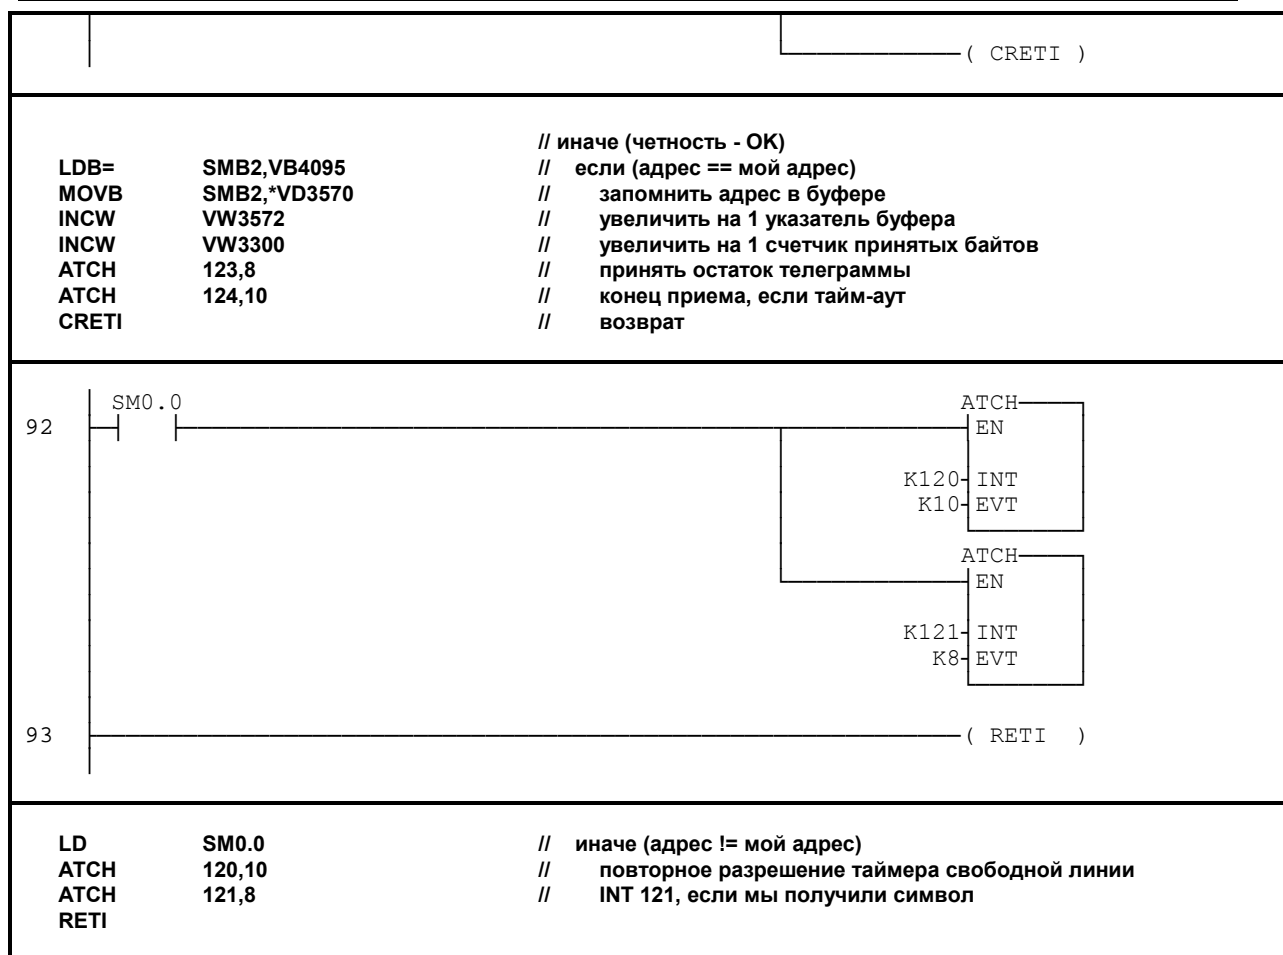 ( CRETI )
// иначе (четность - OK)
LDB= SMB2,VB4095 // если (адрес == мой адрес)
MOVB SMB2,*VD3570 // запомнить адрес в буфере
INCW VW3572 // увеличить на 1 указатель буфера
INCW VW3300 // увеличить на 1 счетчик принятых байтов
ATCH 123,8 // принять остаток телеграммы
ATCH 124,10 // конец приема, если тайм-аут
CRETI // возврат
SM0.0 ATCH
92 EN
K120 INT
K10 EVT
ATCH
EN
K121 INT
K8 EVT
93 ( RETI )
LD SM0.0 // иначе (адрес != мой адрес)
ATCH 120,10 // повторное разрешение таймера свободной линии
ATCH 121,8 // INT 121, если мы получили символ
RETI